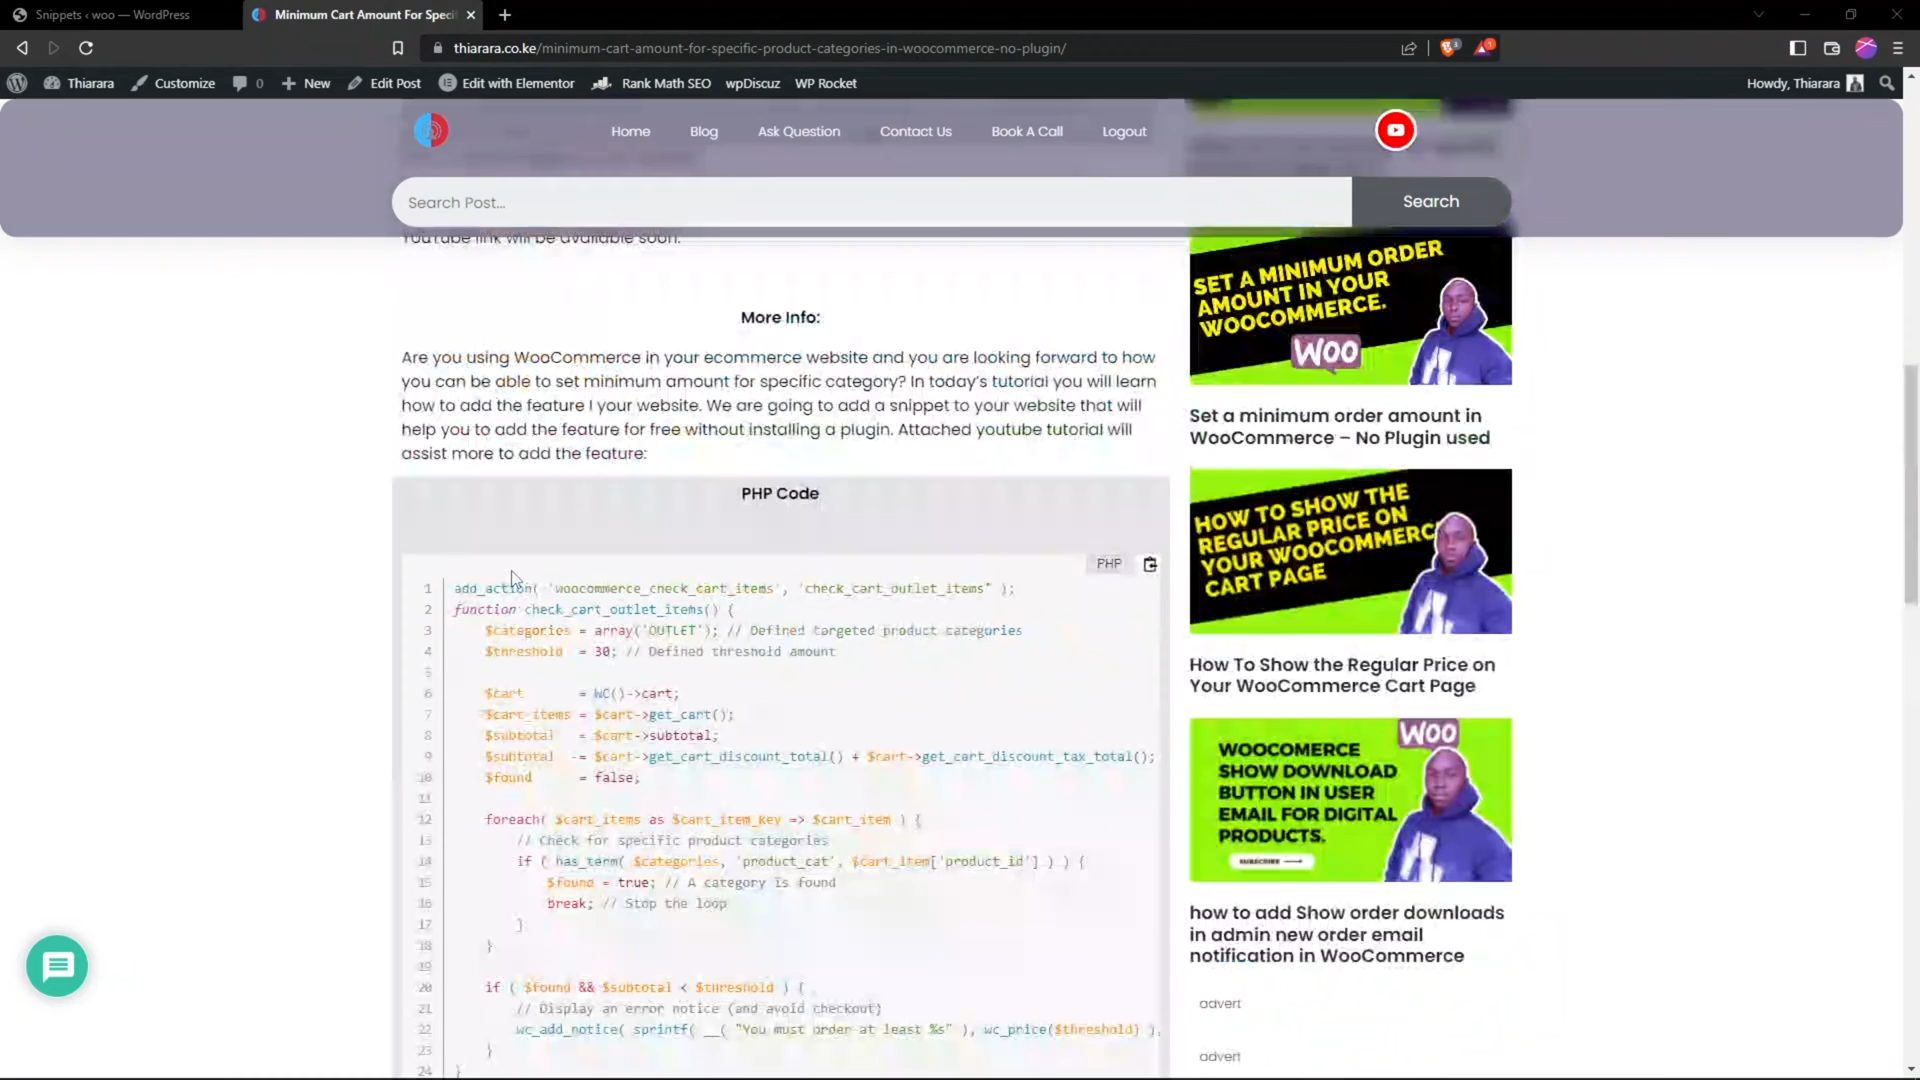 Snippets ‹ woo — WordPress
Minimum Cart Amount For Speci
thiarara.co.ke/minimum-cart-amount-for-specific-product-categories-in-woocommerce-no-plugin/
Thiarara
Customize
0
New
Edit Post
Edit with Elementor
Rank Math SEO
wpDiscuz
WP Rocket
Howdy, Thiarara
Home
Blog
Ask Question
Contact Us
Book A Call
Logout
Search Post...
Search
YouTube link will be available soon.
More Info:
Are you using WooCommerce in your ecommerce website and you are looking forward to how
you can be able to set minimum amount for specific category? In today's tutorial you will learn
how to add the feature I your website. We are going to add a snippet to your website that will
help you to add the feature for free without installing a plugin. Attached youtube tutorial will
assist more to add the feature:
PHP Code
PHP
1 add_action( 'woocommerce_check_cart_items', 'check_cart_outlet_items" );
2 function check_cart_outlet_items() {
3 $categories = array('OUTLET'); // Defined targeted product categories
4 $threshold = 30; // Defined threshold amount
5
6 $cart = WC()->cart;
7 $cart_items = $cart->get_cart();
8 $subtotal = $cart->subtotal;
9 $subtotal -= $cart->get_cart_discount_total() + $cart->get_cart_discount_tax_total();
10 $found = false;
11
12 foreach( $cart_items as $cart_item_key => $cart_item ) {
13 // Check for specific product categories
14 if ( has_term( $categories, 'product_cat', $cart_item['product_id'] ) ) {
15 $found = true; // A category is found
16 break; // Stop the loop
17 }
18 }
19
20 if ( $found && $subtotal < $threshold ) {
21 // Display an error notice (and avoid checkout)
22 wc_add_notice( sprintf( __( "You must order at least %s" ), wc_price($threshold) ),
23 }
24 }
SET A MINIMUM ORDER
AMOUNT IN YOUR
WOOCOMMERCE.
WOO
Set a minimum order amount in
WooCommerce – No Plugin used
HOW TO SHOW THE
REGULAR PRICE ON
YOUR WOOCOMMERC
CART PAGE
How To Show the Regular Price on
Your WooCommerce Cart Page
WOO
WOOCOMERCE
SHOW DOWNLOAD
BUTTON IN USER
EMAIL FOR DIGITAL
PRODUCTS.
SUBSCRIBE
how to add Show order downloads
in admin new order email
notification in WooCommerce
advert
advert